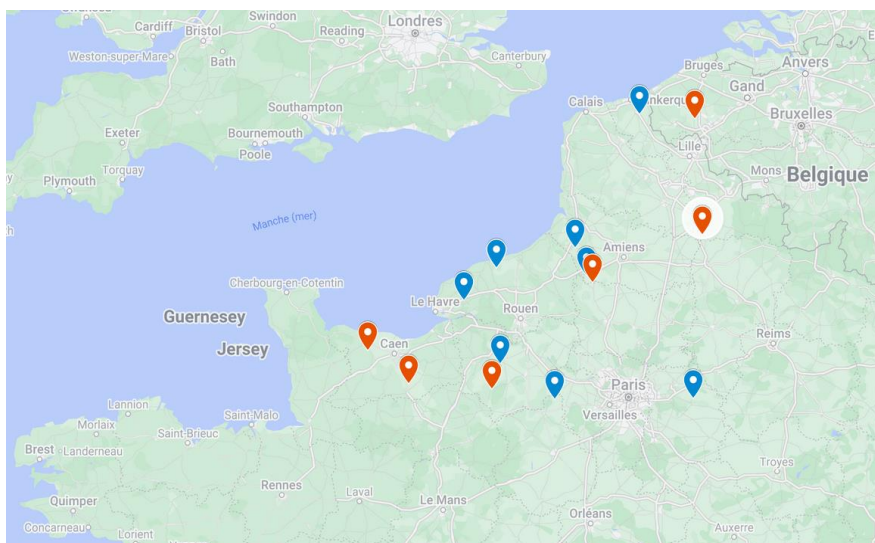 Swansea
Cardiff
Swindon
Londres
Bristol
Reading
Weston-super-Mare
Bath
Canterbury
Bruges
Anvers
Gand
Calais
nkerque
Bruxelles
Southampton
Exeter
Bournemouth
Poole
Lille
Torquay
Mons
Belgique
Plymouth
Manche (mer)
Amiens
Cherbourg-en-Cotentin
Le Havre
Rouen
Guernesey
Reims
Jersey
Caen
Paris
Versailles
Lannion
Saint-Malo
Morlaix
Saint-Brieuc
Brest
Landerneau
Troyes
Quimper
Rennes
Laval
Le Mans
Orléans
Concarneau
Lorient
Auxerre